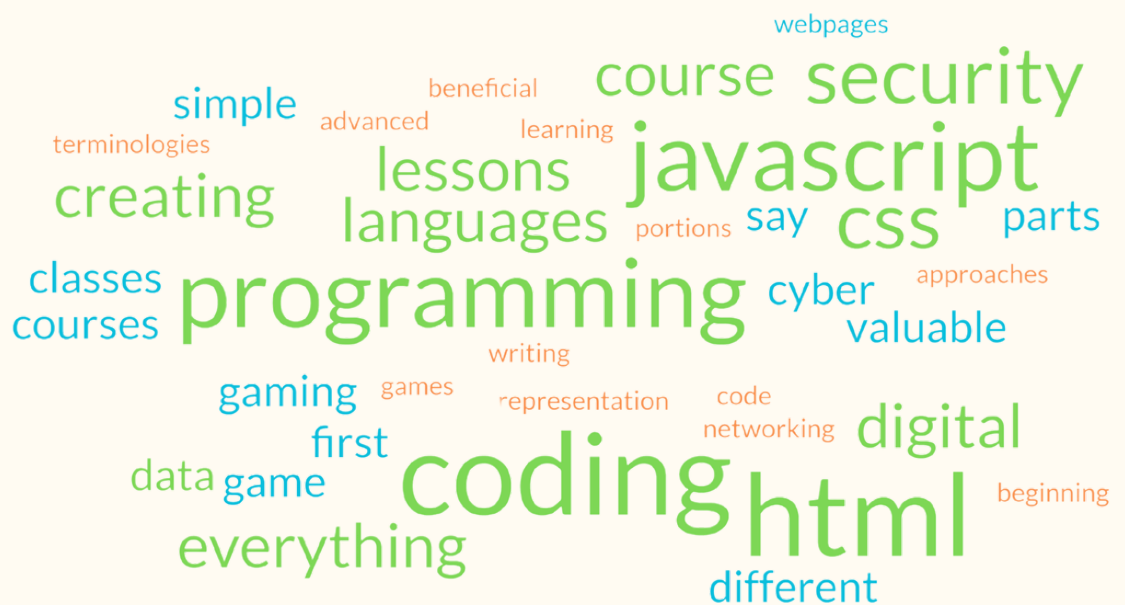 webpages
course security
simple beneficial
advanced learning
terminologies
javascript
lessons
creating
languages portions say css parts
classes programming cyber approaches
courses valuable
writing
gaming games representation code
networking digital
first
data game coding html beginning
everything
different